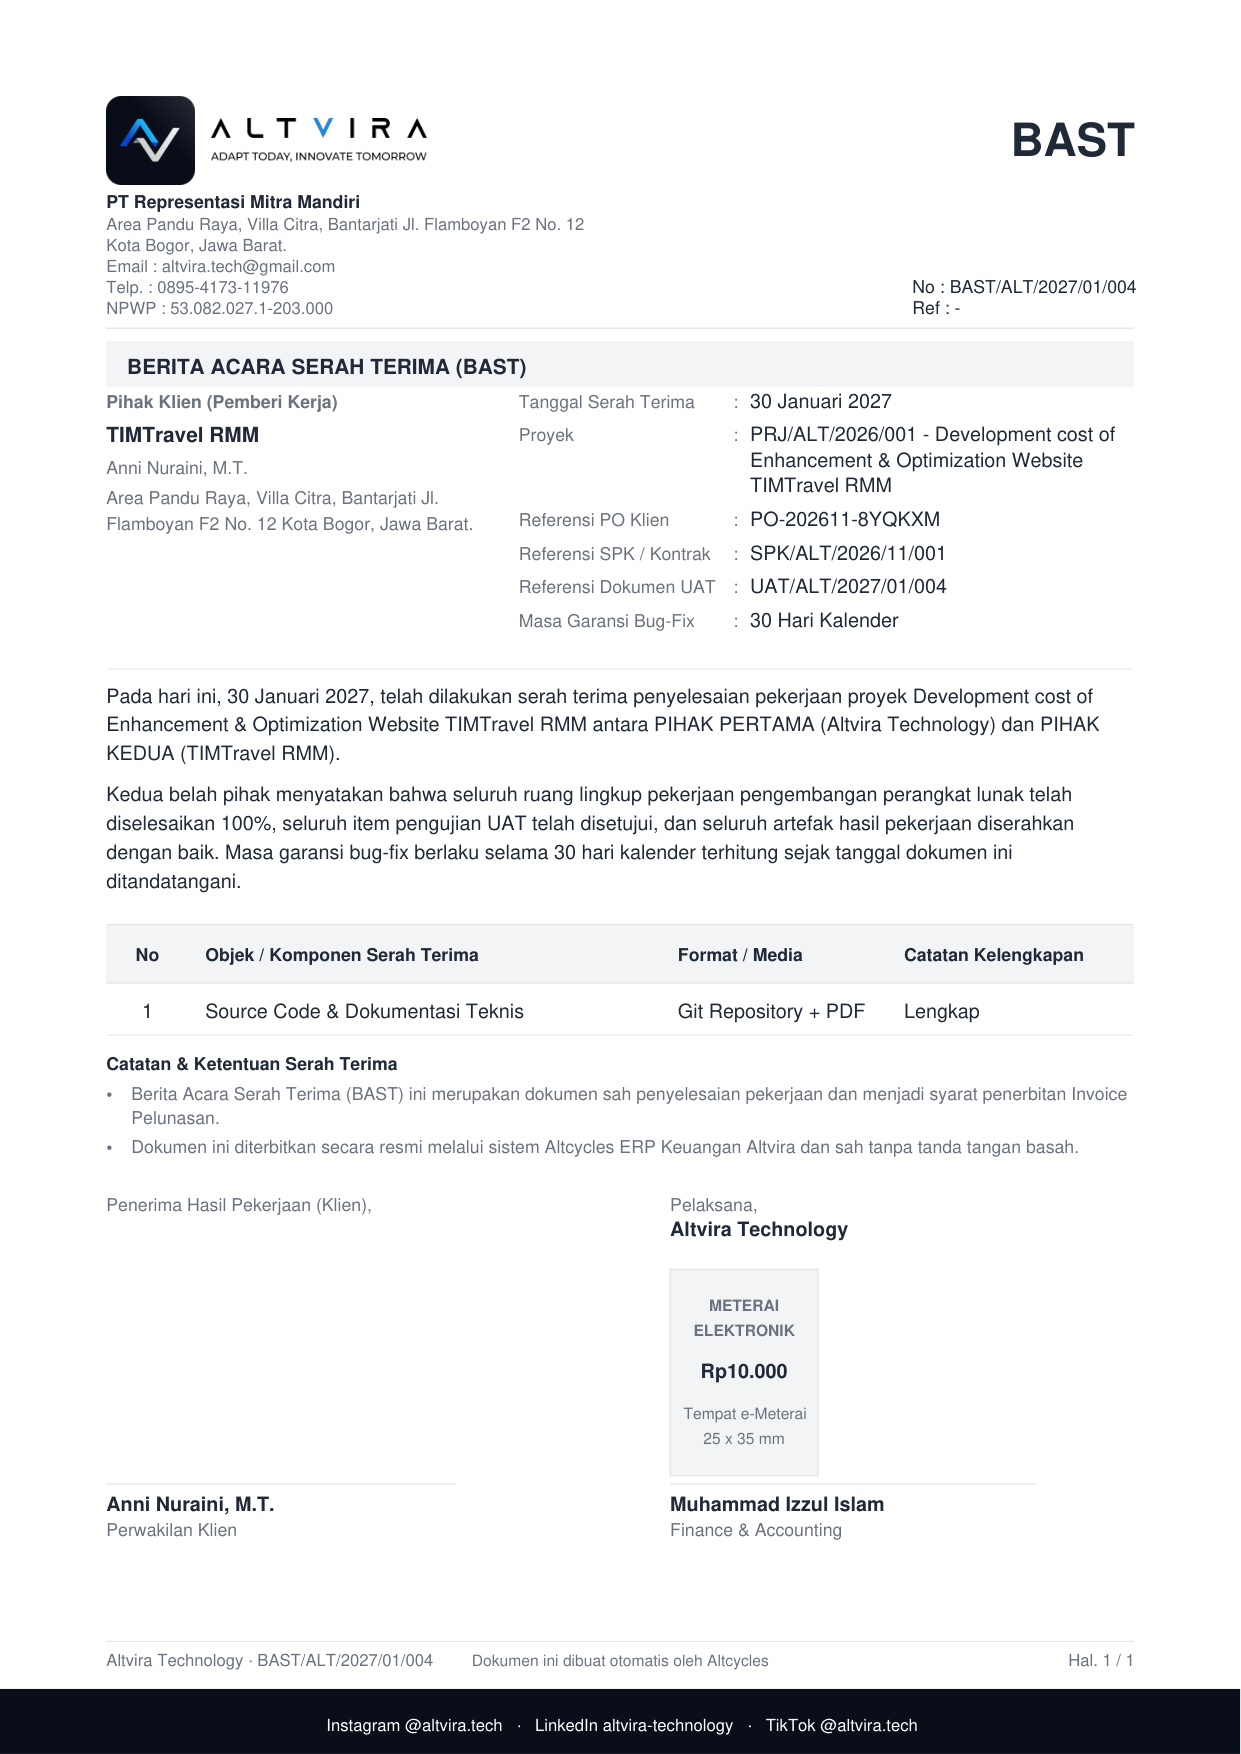 ALTVIRA
ADAPT TODAY, INNOVATE TOMORROW
BAST
PT Representasi Mitra Mandiri
Area Pandu Raya, Villa Citra, Bantarjati Jl. Flamboyan F2 No. 12
Kota Bogor, Jawa Barat.
Email : altvira.tech@gmail.com
Telp. : 0895-4173-11976
NPWP : 53.082.027.1-203.000
No : BAST/ALT/2027/01/004
Ref : -
BERITA ACARA SERAH TERIMA (BAST)
Pihak Klien (Pemberi Kerja)
TIMTravel RMM
Anni Nuraini, M.T.
Area Pandu Raya, Villa Citra, Bantarjati Jl.
Flamboyan F2 No. 12 Kota Bogor, Jawa Barat.
Tanggal Serah Terima : 30 Januari 2027
Proyek : PRJ/ALT/2026/001 - Development cost of
Enhancement & Optimization Website
TIMTravel RMM
Referensi PO Klien : PO-202611-8YQKXM
Referensi SPK / Kontrak : SPK/ALT/2026/11/001
Referensi Dokumen UAT : UAT/ALT/2027/01/004
Masa Garansi Bug-Fix : 30 Hari Kalender
Pada hari ini, 30 Januari 2027, telah dilakukan serah terima penyelesaian pekerjaan proyek Development cost of
Enhancement & Optimization Website TIMTravel RMM antara PIHAK PERTAMA (Altvira Technology) dan PIHAK
KEDUA (TIMTravel RMM).
Kedua belah pihak menyatakan bahwa seluruh ruang lingkup pekerjaan pengembangan perangkat lunak telah
diselesaikan 100%, seluruh item pengujian UAT telah disetujui, dan seluruh artefak hasil pekerjaan diserahkan
dengan baik. Masa garansi bug-fix berlaku selama 30 hari kalender terhitung sejak tanggal dokumen ini
ditandatangani.
No Objek / Komponen Serah Terima Format / Media Catatan Kelengkapan
1 Source Code & Dokumentasi Teknis Git Repository + PDF Lengkap
Catatan & Ketentuan Serah Terima
• Berita Acara Serah Terima (BAST) ini merupakan dokumen sah penyelesaian pekerjaan dan menjadi syarat penerbitan Invoice
Pelunasan.
• Dokumen ini diterbitkan secara resmi melalui sistem Altcycles ERP Keuangan Altvira dan sah tanpa tanda tangan basah.
Penerima Hasil Pekerjaan (Klien),
Pelaksana,
Altvira Technology
METERAI
ELEKTRONIK
Rp10.000
Tempat e-Meterai
25 x 35 mm
Anni Nuraini, M.T.
Perwakilan Klien
Muhammad Izzul Islam
Finance & Accounting
Altvira Technology · BAST/ALT/2027/01/004 Dokumen ini dibuat otomatis oleh Altcycles Hal. 1 / 1
Instagram @altvira.tech · LinkedIn altvira-technology · TikTok @altvira.tech